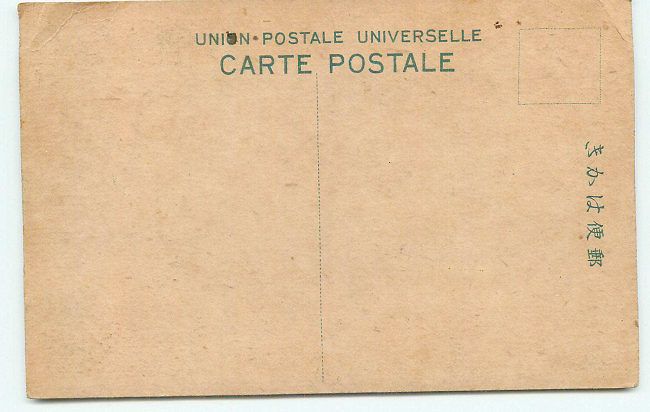 UNION POSTALE UNIVERSELLE
CARTE POSTALE
郵便はかき